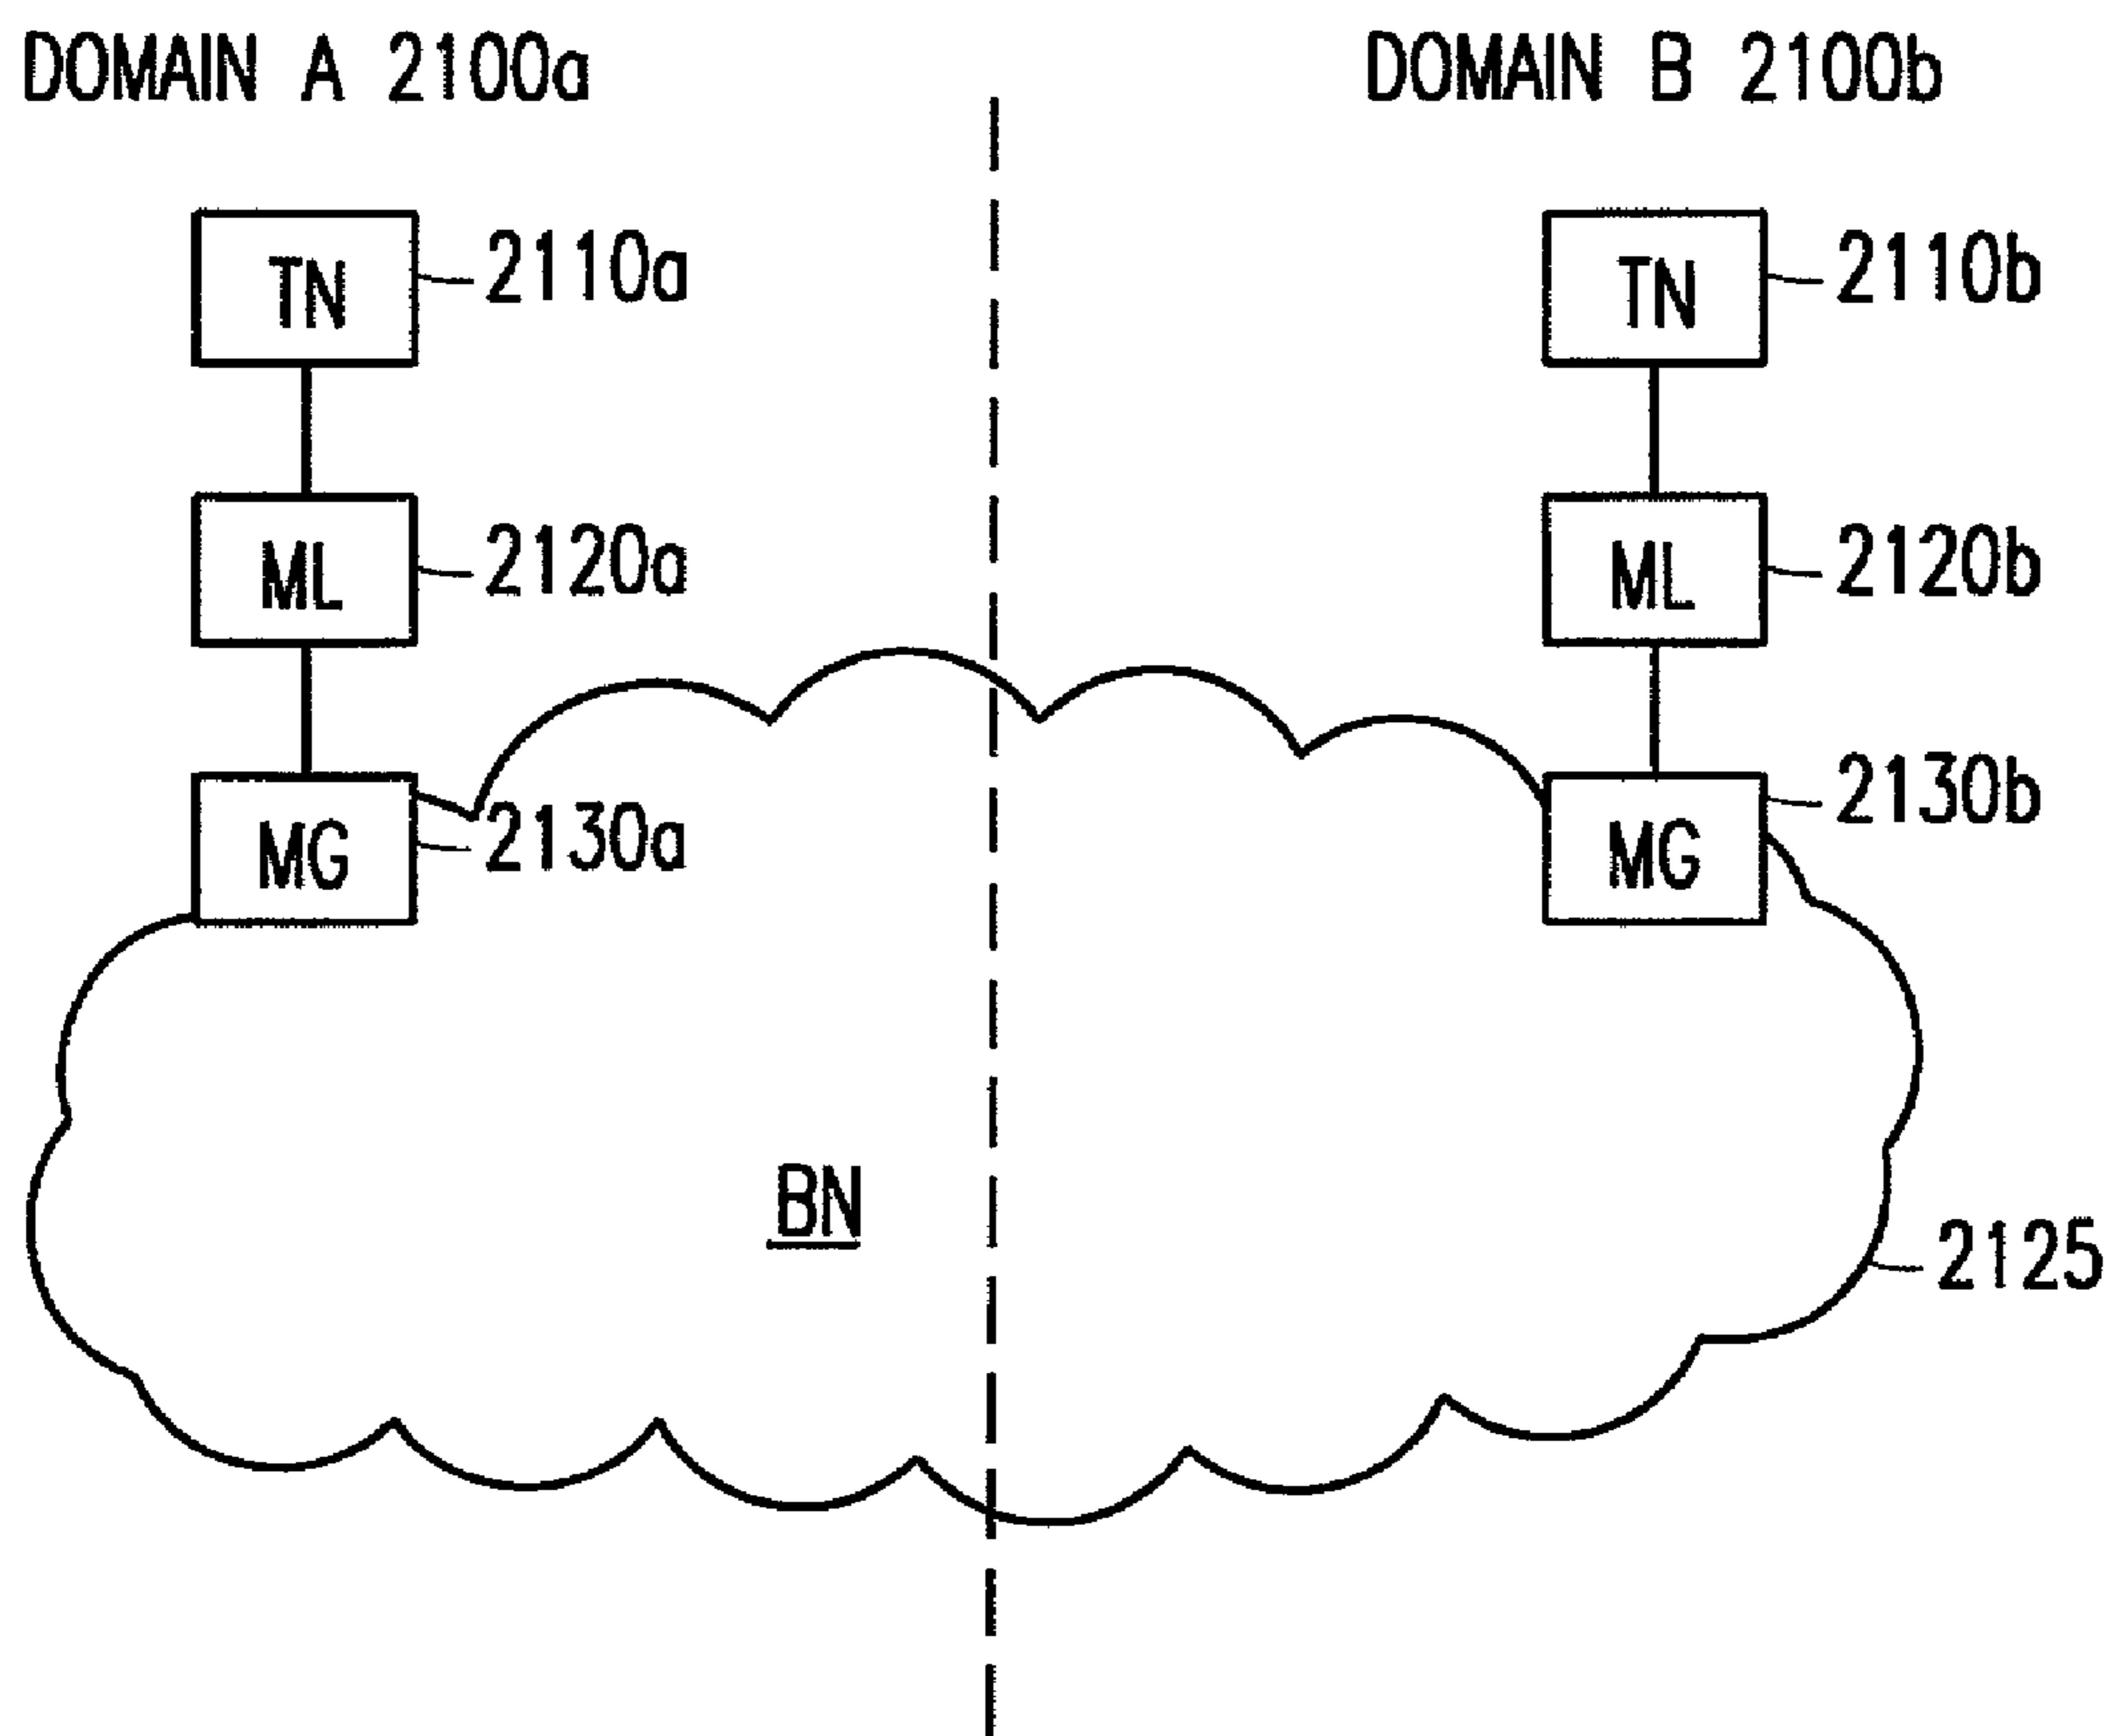 DOMAIN A 2100a
DOMAIN B 2100b
TN 2110a
TN 2110b
ML 2120a
ML 2120b
MG 2130a
MG 2130b
BN
2125